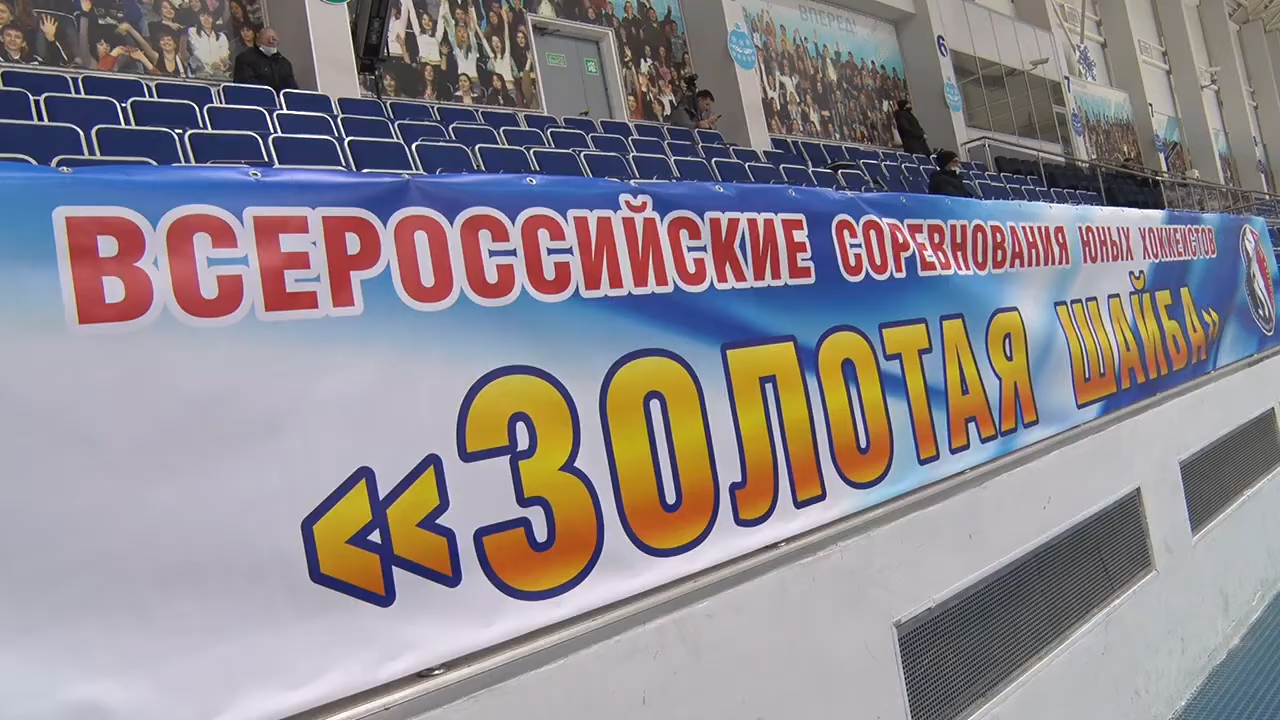 ВПЕРЕД
6
ВСЕРОССИЙСКИЕ СОРЕВНОВАНИЯ ЮНЫХ ХОККЕИСТОВ
«ЗОЛОТАЯ ШАЙБА»